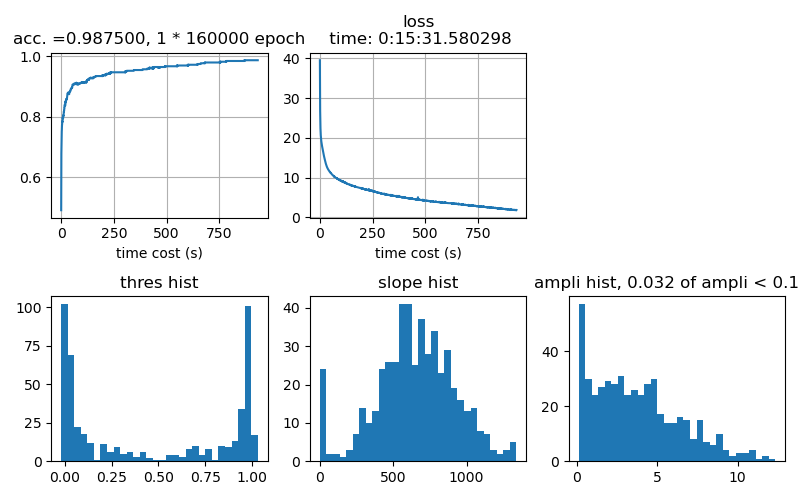 acc. =0.987500, 1 * 160000 epoch
1.0
0.8
0.6
0 250 500 750
time cost (s)
loss
time: 0:15:31.580298
40
30
20
10
0
0 250 500 750
time cost (s)
thres hist
100
75
50
25
0
0.00 0.25 0.50 0.75 1.00
slope hist
40
30
20
10
0
0 500 1000
ampli hist, 0.032 of ampli < 0.1
40
20
0
0 5 10